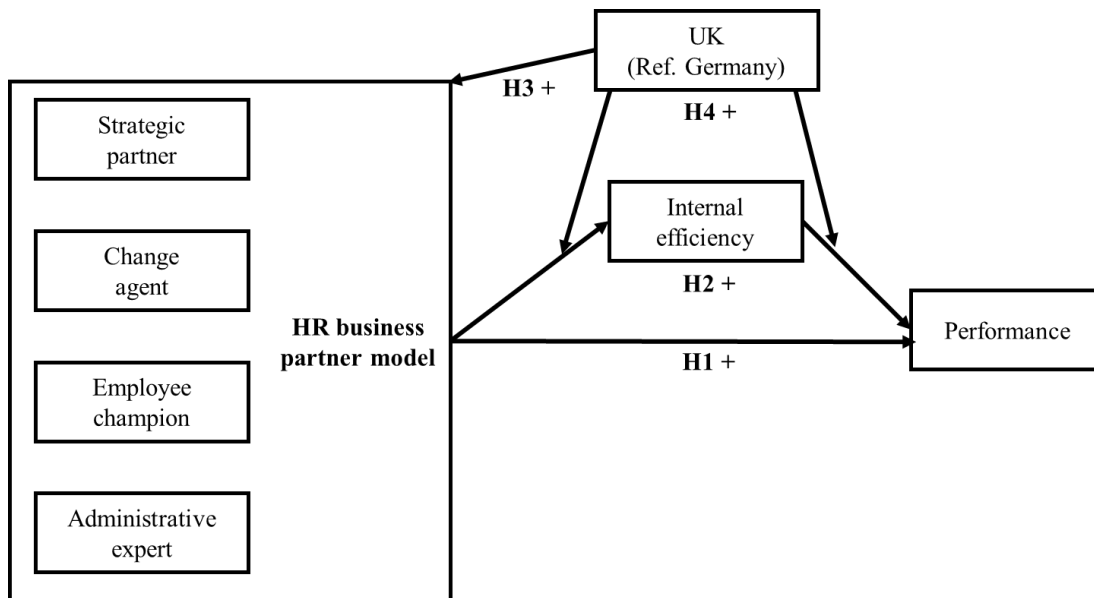 UK
(Ref. Germany)
H3 +
H4 +
Strategic
partner
Change
agent
Employee
champion
Administrative
expert
HR business
partner model
Internal
efficiency
H2 +
H1 +
Performance